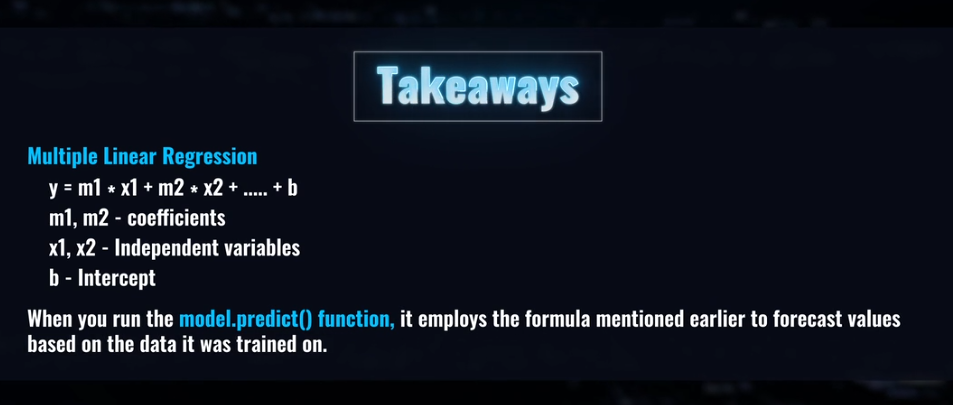 Takeaways
Multiple Linear Regression
y = m1 * x1 + m2 * x2 + ..... + b
m1, m2 - coefficients
x1, x2 - Independent variables
b - Intercept
When you run the model.predict() function, it employs the formula mentioned earlier to forecast values
based on the data it was trained on.